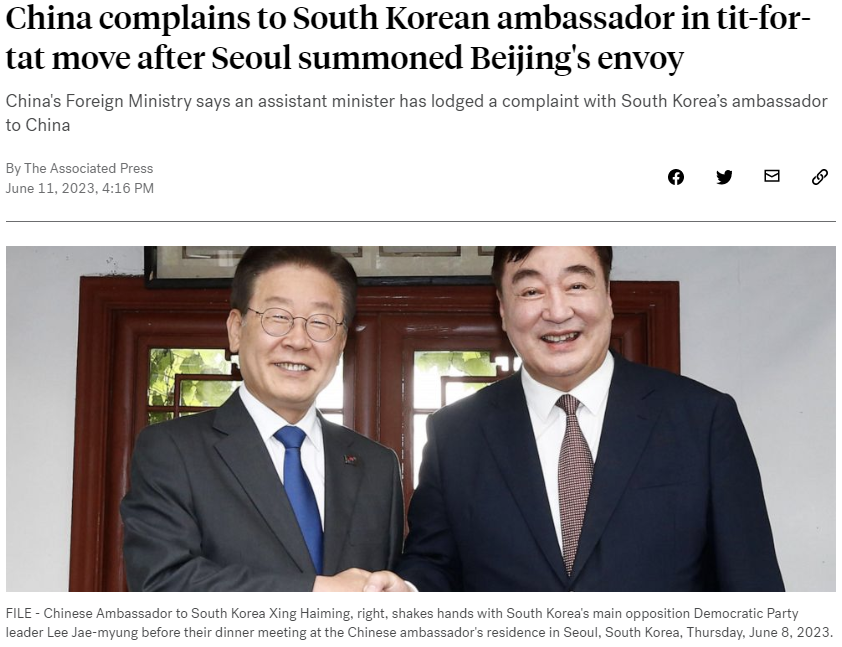 China complains to South Korean ambassador in tit-for-
tat move after Seoul summoned Beijing's envoy
China's Foreign Ministry says an assistant minister has lodged a complaint with South Korea’s ambassador
to China
By The Associated Press
June 11, 2023, 4:16 PM
FILE - Chinese Ambassador to South Korea Xing Haiming, right, shakes hands with South Korea's main opposition Democratic Party
leader Lee Jae-myung before their dinner meeting at the Chinese ambassador's residence in Seoul, South Korea, Thursday, June 8, 2023.